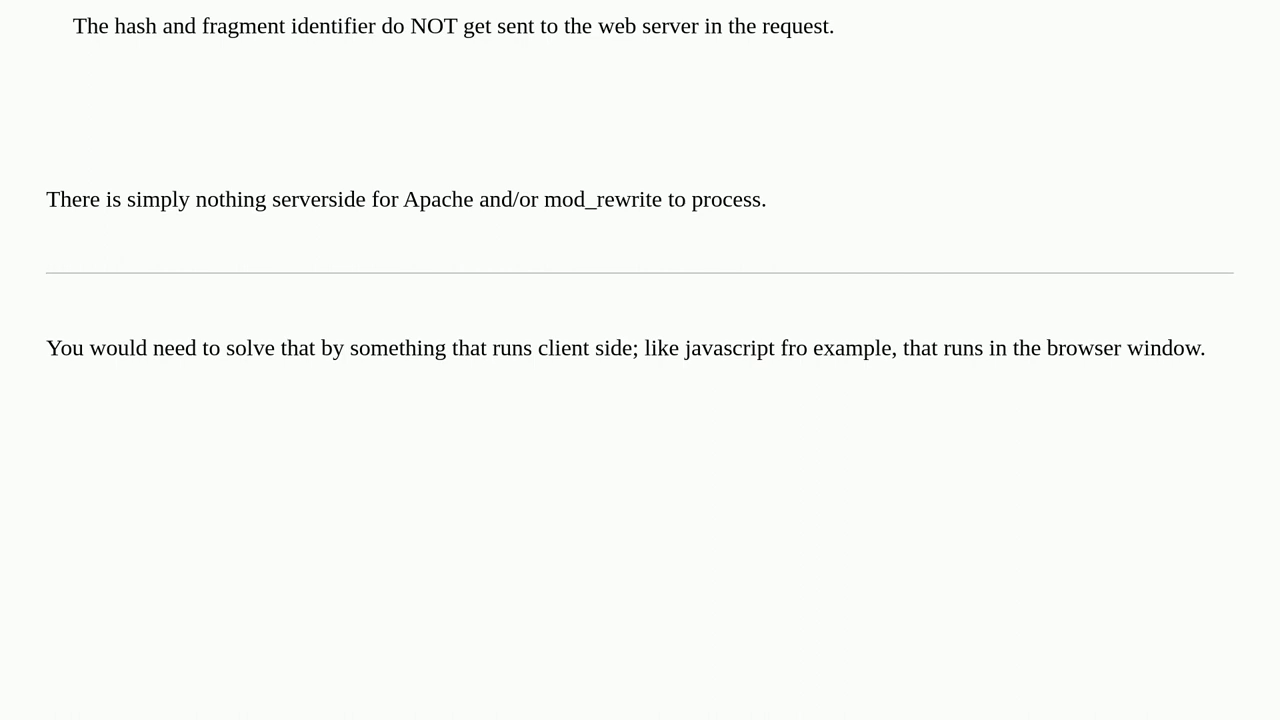 The hash and fragment identifier do NOT get sent to the web server in the request.
There is simply nothing serverside for Apache and/or mod_rewrite to process.
You would need to solve that by something that runs client side; like javascript fro example, that runs in the browser window.